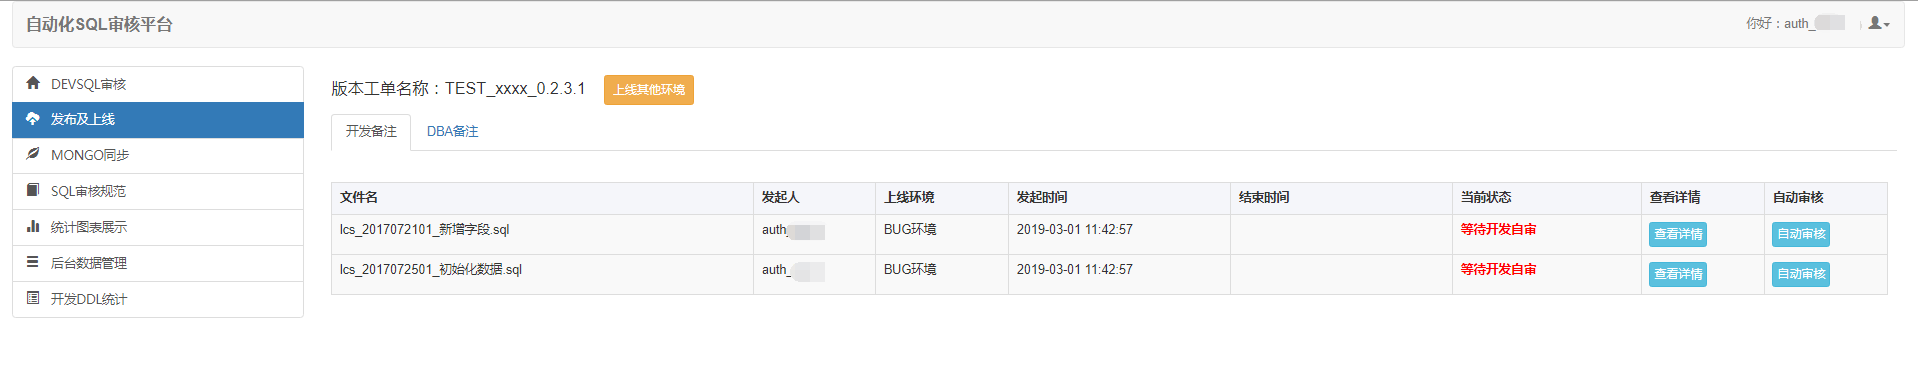 自动化SQL审核平台
你好：auth_
DEVSQL审核
发布及上线
MONGO同步
SQL审核规范
统计图表展示
后台数据管理
开发DDL统计
版本工单名称：TEST_xxxx_0.2.3.1 上线其他环境
开发备注 DBA备注
文件名 发起人 上线环境 发起时间 结束时间 当前状态 查看详情 自动审核
lcs_2017072101_新增字段.sql auth_ BUG环境 2019-03-01 11:42:57 等待开发自审 查看详情 自动审核
lcs_2017072501_初始化数据.sql auth_ BUG环境 2019-03-01 11:42:57 等待开发自审 查看详情 自动审核